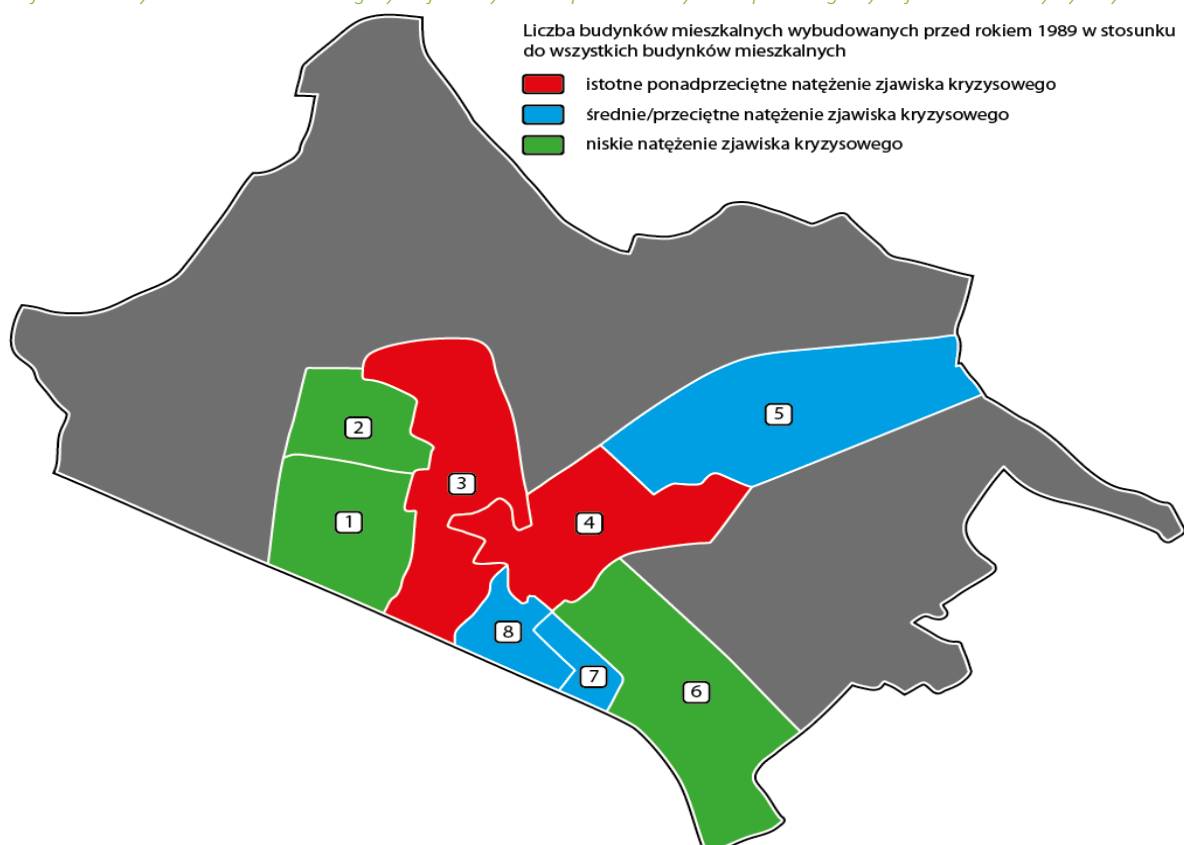 Liczba budynków mieszkalnych wybudowanych przed rokiem 1989 w stosunku
do wszystkich budynków mieszkalnych
istotne ponadprzeciętne natężenie zjawiska kryzysowego
średnie/przeciętne natężenie zjawiska kryzysowego
niskie natężenie zjawiska kryzysowego
5
2
3
1
4
8
7
6